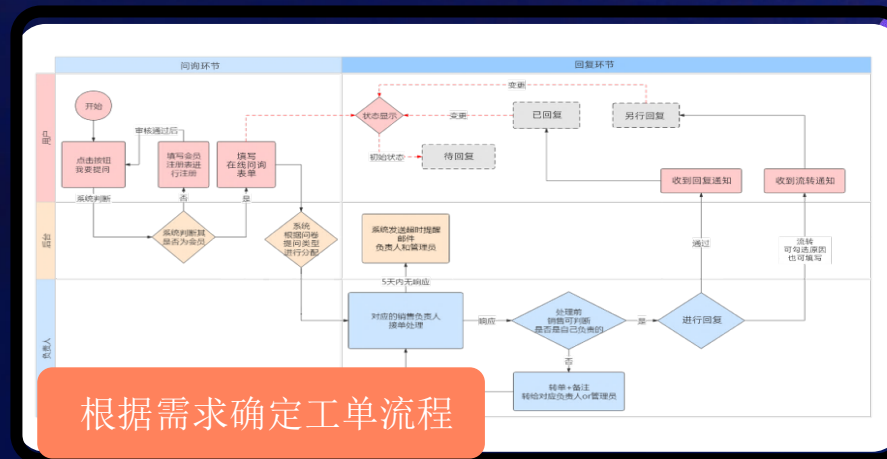 问询环节
回复环节
用户
后台
负责人
开始
点击按钮
我要提问
审核通过后
填写会员
注册表进
行注册
填写
在线问询
表单
系统判断
否
是
系统判断其
是否为会员
系统
根据问卷
提问类型
进行分配
状态显示
变更
变更
初始状态
待回复
已回复
另行回复
收到回复通知
收到流转通知
系统发送超时提醒
邮件
负责人和管理员
5天内无响应
通过
流转
可勾选原因
也可填写
对应的销售负责人
接单处理
响应
处理前
销售可判断
是否是自己负责的
是
进行回复
否
转单+备注
转给对应负责人or管理员
根据需求确定工单流程